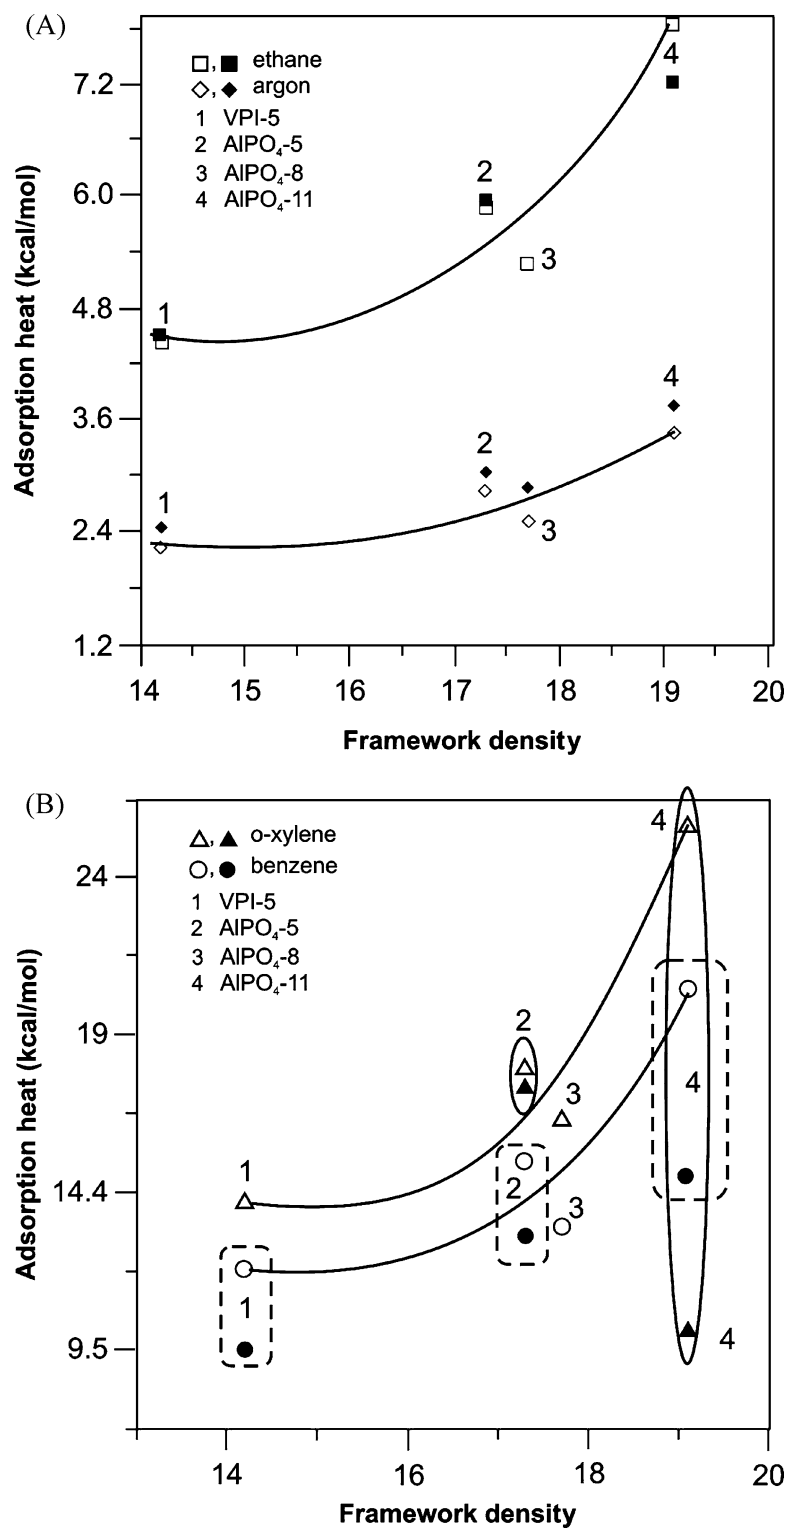 (A)
7.2
6.0
4.8
3.6
2.4
1.2
Adsorption heat (kcal/mol)
□,■ ethane
◇,◆ argon
1 VPI-5
2 AlPO₄-5
3 AlPO₄-8
4 AlPO₄-11
4
2
3
1
4
2
3
1
14 15 16 17 18 19 20
Framework density
(B)
24
19
14.4
9.5
Adsorption heat (kcal/mol)
△,▲ o-xylene
○,● benzene
1 VPI-5
2 AlPO₄-5
3 AlPO₄-8
4 AlPO₄-11
4
2
3
4
1
2
3
1
4
14 16 18 20
Framework density